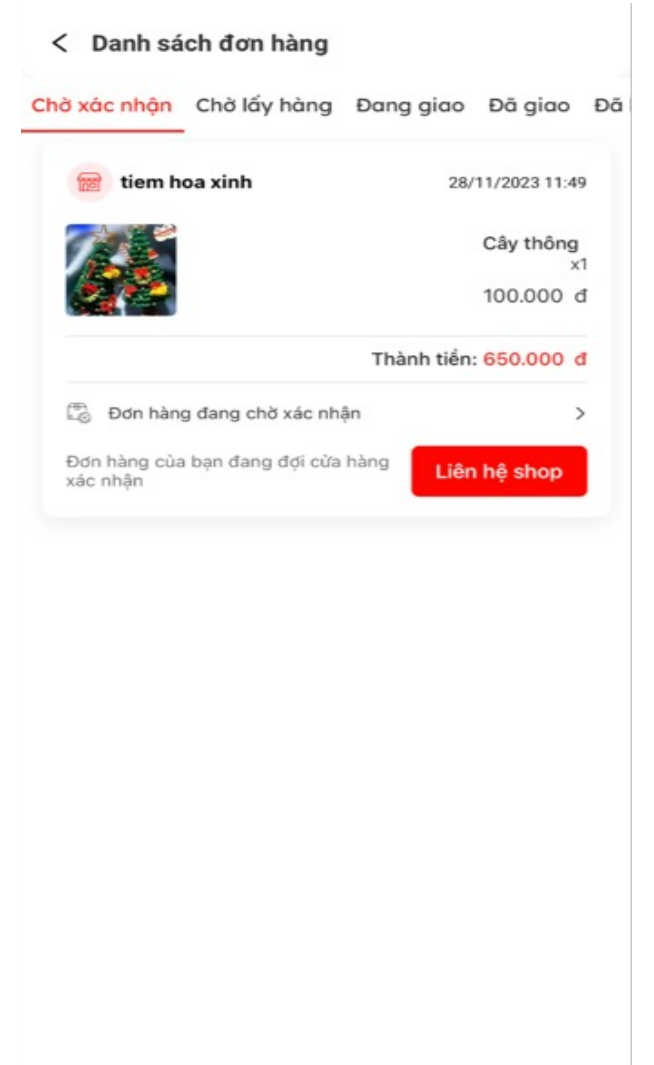 Danh sách đơn hàng
Chờ xác nhận Chờ lấy hàng Đang giao Đã giao Đã
tiem hoa xinh 28/11/2023 11:49
Cây thông
x1
100.000 đ
Thành tiền: 650.000 đ
Đơn hàng đang chờ xác nhận
Đơn hàng của bạn đang đợi cửa hàng
xác nhận
Liên hệ shop